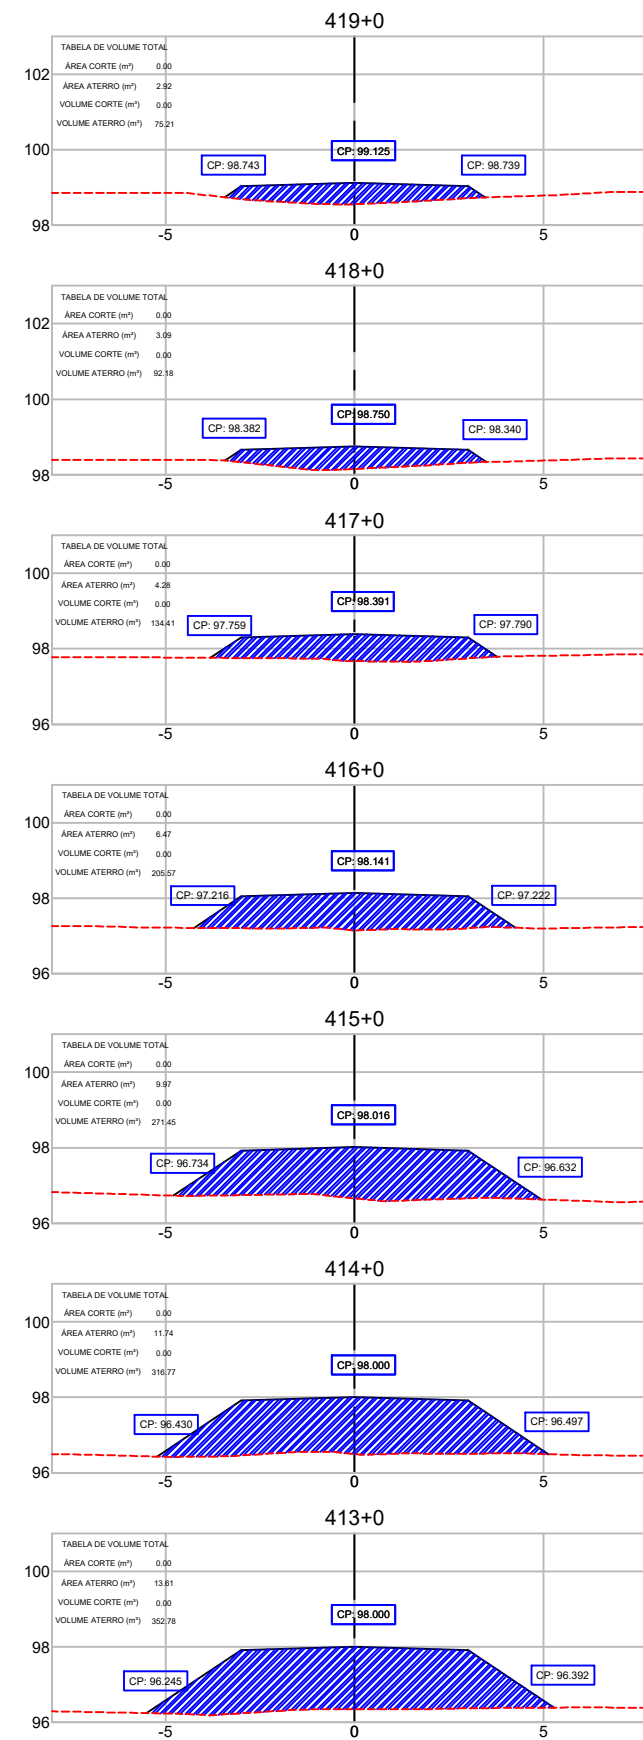 419+0
TABELA DE VOLUME TOTAL
102
ÁREA CORTE (m²) 0.00
ÁREA ATERRO (m²) 2.92
VOLUME CORTE (m³) 0.00
VOLUME ATERRO (m³) 75.21
100
CP: 99.125
CP: 98.743
CP: 98.739
98
-5 0 5
418+0
TABELA DE VOLUME TOTAL
ÁREA CORTE (m²) 0.00
102
ÁREA ATERRO (m²) 3.09
VOLUME CORTE (m³) 0.00
VOLUME ATERRO (m³) 92.18
100
CP: 98.750
CP: 98.382
CP: 98.340
98
-5 0 5
417+0
TABELA DE VOLUME TOTAL
ÁREA CORTE (m²) 0.00
100
ÁREA ATERRO (m²) 4.28
VOLUME CORTE (m³) 0.00
CP: 98.391
VOLUME ATERRO (m³) 134.41
CP: 97.759
CP: 97.790
98
96
-5 0 5
416+0
TABELA DE VOLUME TOTAL
ÁREA CORTE (m²) 0.00
100
ÁREA ATERRO (m²) 6.47
VOLUME CORTE (m³) 0.00
CP: 98.141
VOLUME ATERRO (m³) 205.57
CP: 97.216
CP: 97.222
98
96
-5 0 5
415+0
TABELA DE VOLUME TOTAL
ÁREA CORTE (m²) 0.00
100
ÁREA ATERRO (m²) 9.97
VOLUME CORTE (m³) 0.00
CP: 98.016
VOLUME ATERRO (m³) 271.45
98
CP: 96.734
CP: 96.632
96
-5 0 5
414+0
TABELA DE VOLUME TOTAL
ÁREA CORTE (m²) 0.00
100
ÁREA ATERRO (m²) 11.74
VOLUME CORTE (m³) 0.00
CP: 98.000
VOLUME ATERRO (m³) 316.77
98
CP: 96.430
CP: 96.497
96
-5 0 5
413+0
TABELA DE VOLUME TOTAL
ÁREA CORTE (m²) 0.00
100
ÁREA ATERRO (m²) 13.61
VOLUME CORTE (m³) 0.00
CP: 98.000
VOLUME ATERRO (m³) 352.78
98
CP: 96.245
CP: 96.392
96
-5 0 5